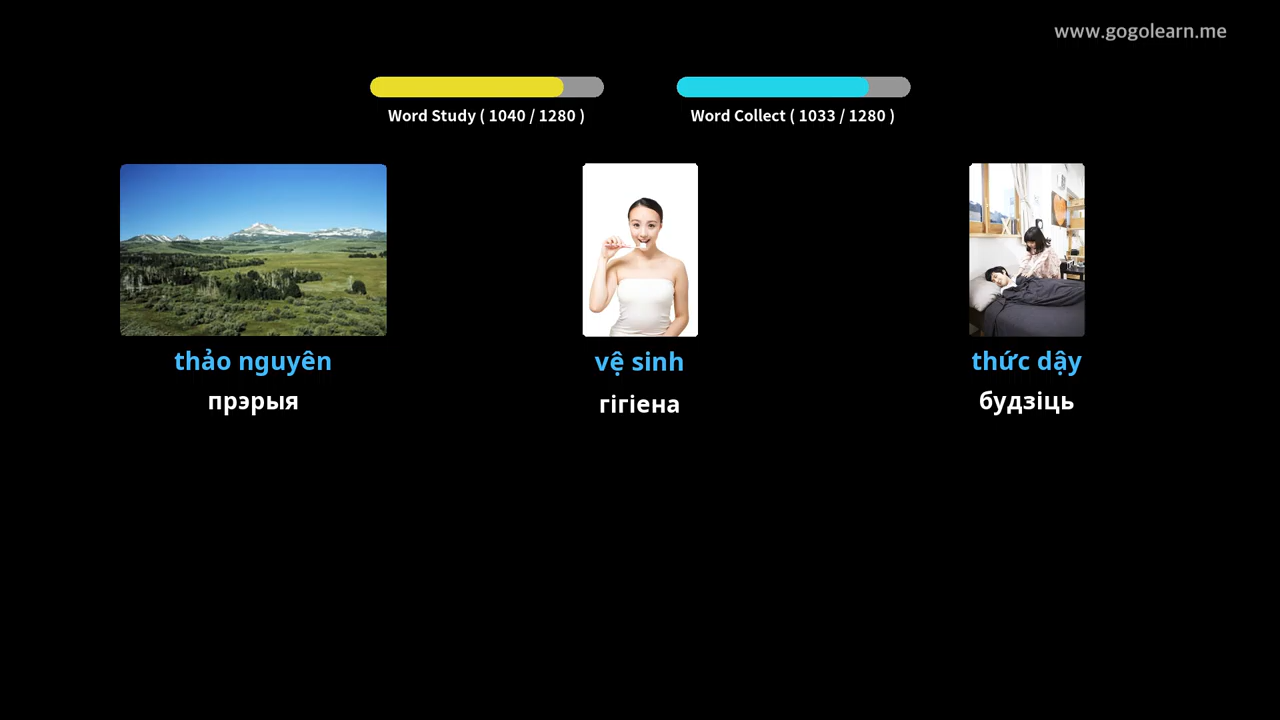 www.gogolearn.me
Word Study ( 1040 / 1280 )
Word Collect ( 1033 / 1280 )
thảo nguyên
прэрыя
vệ sinh
гігіена
thức dậy
будзіць